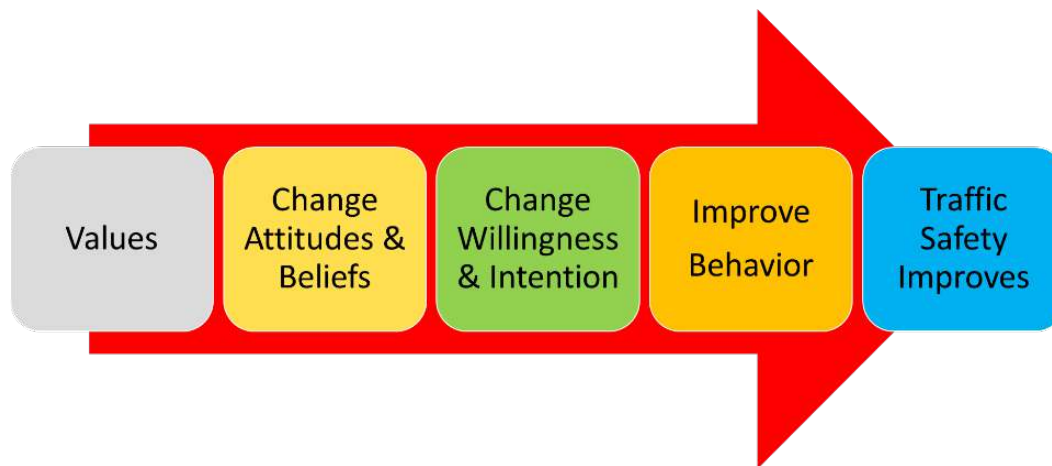 Values
Change
Attitudes &
Beliefs
Change
Willingness
& Intention
Improve
Behavior
Traffic
Safety
Improves